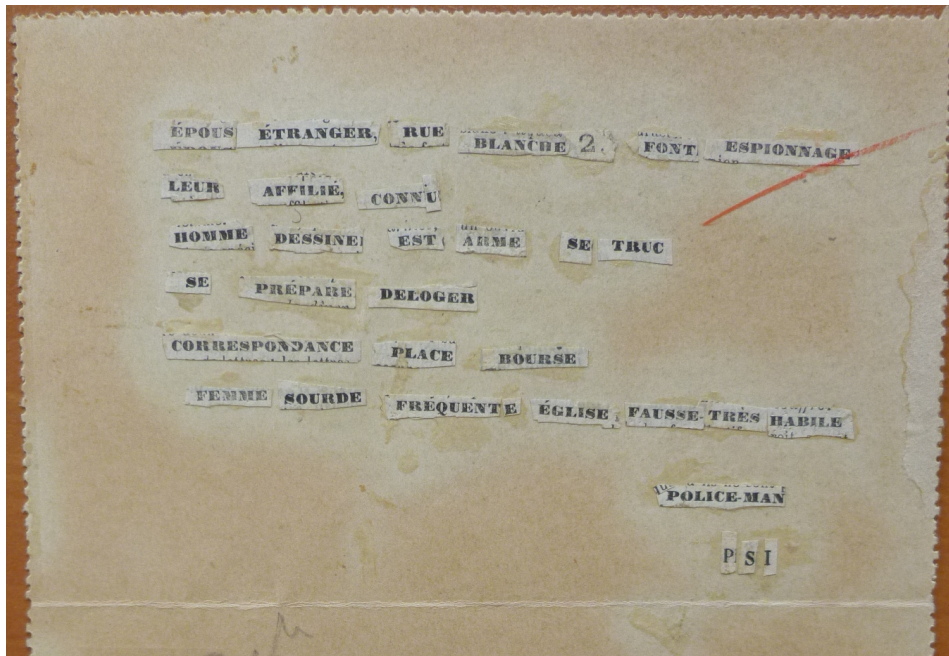 ÉPOUS ÉTRANGER, RUE BLANCHE 2. FONT ESPIONNAGE
LEUR AFFILIÉ, CONNU
HOMME DESSINE EST ARME SE TRUC
SE PRÉPARE DELOGER
CORRESPONDANCE PLACE BOURSE
FEMME SOURDE FRÉQUENTE ÉGLISE, FAUSSE-TRÈS HABILE
POLICE-MAN
P S I